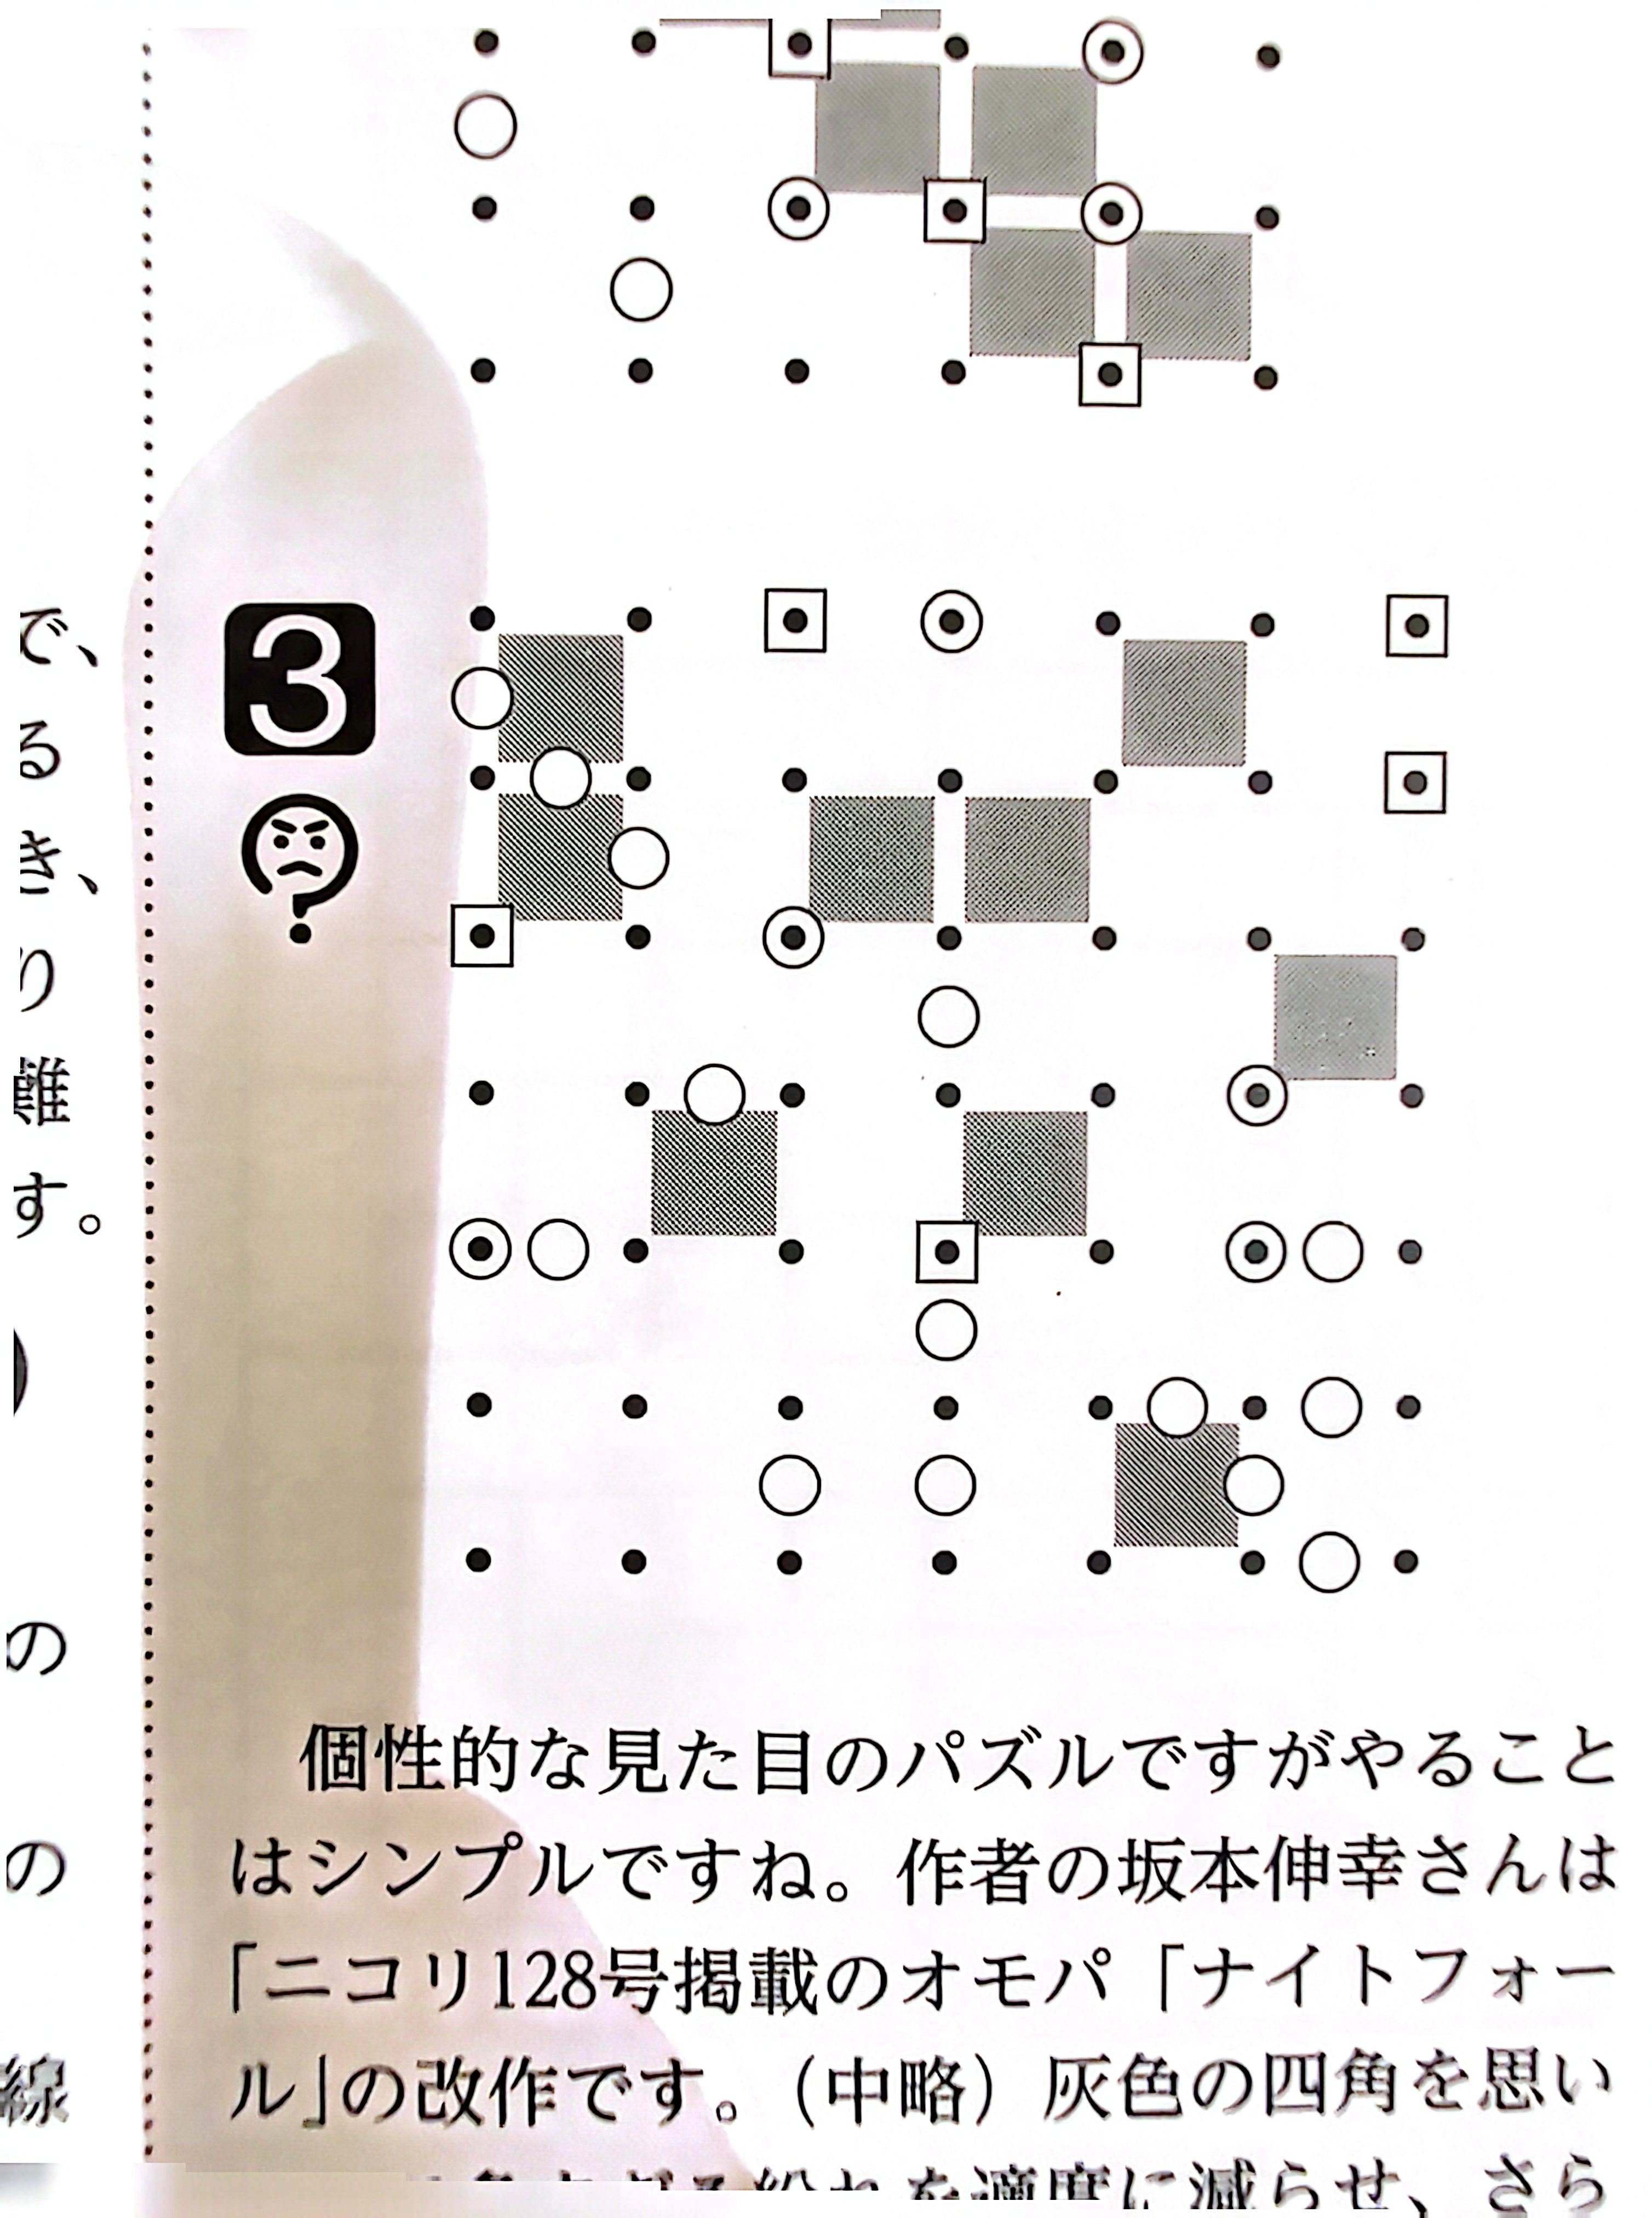 で、
る
き、
り
離
す。
の
の
線
3
個性的な見た目のパズルですがやること
はシンプルですね。作者の坂本伸幸さんは
「ニコリ128号掲載のオモパ「ナイトフォー
ル」の改作です。(中略)灰色の四角を思い